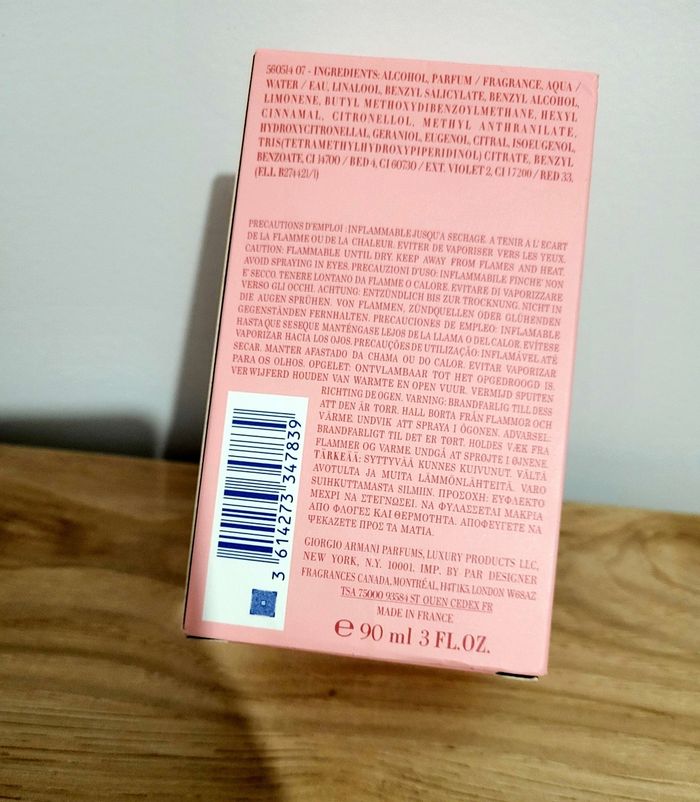 560514 07 - INGREDIENTS: ALCOHOL, PARFUM / FRAGRANCE, AQUA /
WATER / EAU, LINALOOL, BENZYL SALICYLATE, BENZYL ALCOHOL,
LIMONENE, BUTYL METHOXYDIBENZOYLMETHANE, HEXYL
CINNAMAL, CITRONELLOL, METHYL ANTHRANILATE,
HYDROXYCITRONELLAL, GERANIOL, EUGENOL, CITRAL, ISOEUGENOL,
TRIS(TETRAMETHYLHYDROXYPIPERIDINOL) CITRATE, BENZYL
BENZOATE, CI 14700 / RED 4, CI 60730 / EXT. VIOLET 2, CI 17200 / RED 33,
(F.I.L. B274421/1)
PRECAUTIONS D'EMPLOI : INFLAMMABLE JUSQU'A SECHAGE. A TENIR A L' ECART
DE LA FLAMME OU DE LA CHALEUR. EVITER DE VAPORISER VERS LES YEUX.
CAUTION: FLAMMABLE UNTIL DRY. KEEP AWAY FROM FLAMES AND HEAT.
AVOID SPRAYING IN EYES. PRECAUZIONI D'USO: INFLAMMABILE FINCHE' NON
E' SECCO. TENERE LONTANO DA FLAMME O CALORE. EVITARE DI VAPORIZZARE
VERSO GLI OCCHI. ACHTUNG: ENTZÜNDLICH BIS ZUR TROCKNUNG. NICHT IN
DIE AUGEN SPRÜHEN. VON FLAMMEN, ZÜNDQUELLEN ODER GLÜHENDEN
GEGENSTÄNDEN FERNHALTEN. PRECAUCIONES DE EMPLEO: INFLAMABLE
HASTA QUE SE SEQUE MANTÉNGASE LEJOS DE LA LLAMA O DEL CALOR. EVÍTESE
VAPORIZAR HACIA LOS OJOS. PRECAUÇÕES DE UTILIZAÇÃO: INFLAMÁVEL ATÉ
SECAR. MANTER AFASTADO DA CHAMA OU DO CALOR. EVITAR VAPORIZAR
PARA OS OLHOS. OPGELET: ONTVLAMBAAR TOT HET OPGEDROOGD IS.
VERWIJFERD HOUDEN VAN WARMTE EN OPEN VUUR. VERMIJD SPUITEN
RICHTING DE OGEN. VARNING: BRANDFARLIG TILL DESS
ATT DEN ÄR TORR. HÅLL BORTA FRÅN FLAMMOR OCH
VÄRME. UNDVIK ATT SPRAYA I ÖGONEN. ADVARSEL:
BRANDFARLIGT TIL DET ER TØRT. HOLDES VÆK FRA
FLAMMER OG VARME. UNDGÅ AT SPRØJTE I ØJNENE.
TÄRKEÄÄ: SYTTYVÄÄ KUNNES KUIVUNUT. VÄLTÄ
AVOTULTA JA MUITA LÄMMÖNLÄHTEITÄ. VARO
SUIHKUTTAMASTA SILMIIN. ΠΡΟΣΟΧΗ: ΕΥΦΛΕΚΤΟ
ΜΕΧΡΙ ΝΑ ΣΤΕΓΝΩΣΕΙ. ΝΑ ΦΥΛΑΣΣΕΤΑΙ ΜΑΚΡΙΑ
ΑΠΟ ΦΛΟΓΕΣ ΚΑΙ ΘΕΡΜΟΤΗΤΑ. ΑΠΟΦΕΥΓΕΤΕ ΝΑ
ΨΕΚΑΖΕΤΕ ΠΡΟΣ ΤΑ ΜΑΤΙΑ.
3 614273 347839
GIORGIO ARMANI PARFUMS, LUXURY PRODUCTS LLC,
NEW YORK, N.Y. 10001. IMP. BY PAR DESIGNER
FRAGRANCES CANADA, MONTRÉAL, H4T1K5. LONDON W68AZ
TSA 75000 93584 ST OUEN CEDEX FR
MADE IN FRANCE
℮ 90 ml 3 FL.OZ.